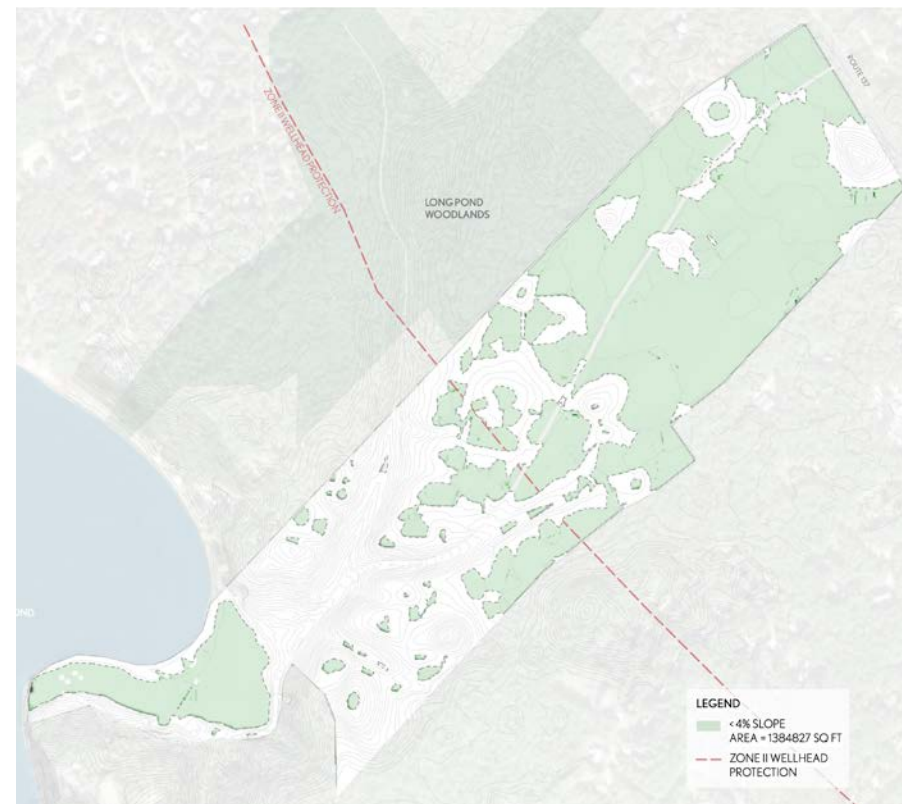 ROUTE 137
ZONE II WELLHEAD PROTECTION
LONG POND
WOODLANDS
OND
LEGEND
<4% SLOPE
AREA = 1384827 SQ FT
ZONE II WELLHEAD
PROTECTION